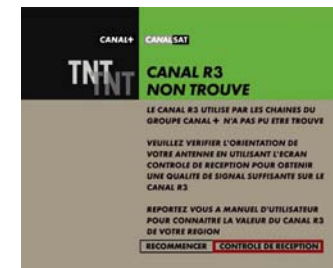 CANAL+ CANALSAT
TNT
TNT
CANAL R3
NON TROUVE
LE CANAL R3 UTILISE PAR LES CHAINES DU
GROUPE CANAL + N'A PAS PU ETRE TROUVE
VEUILLEZ VERIFIER L'ORIENTATION DE
VOTRE ANTENNE EN UTILISANT L'ECRAN
CONTROLE DE RECEPTION POUR OBTENIR
UNE QUALITE DE SIGNAL SUFFISANTE SUR LE
CANAL R3
REPORTEZ VOUS A MANUEL D'UTILISATEUR
POUR CONNAITRE LA VALEUR DU CANAL R3
DE VOTRE REGION
RECOMMENCER CONTROLE DE RECEPTION